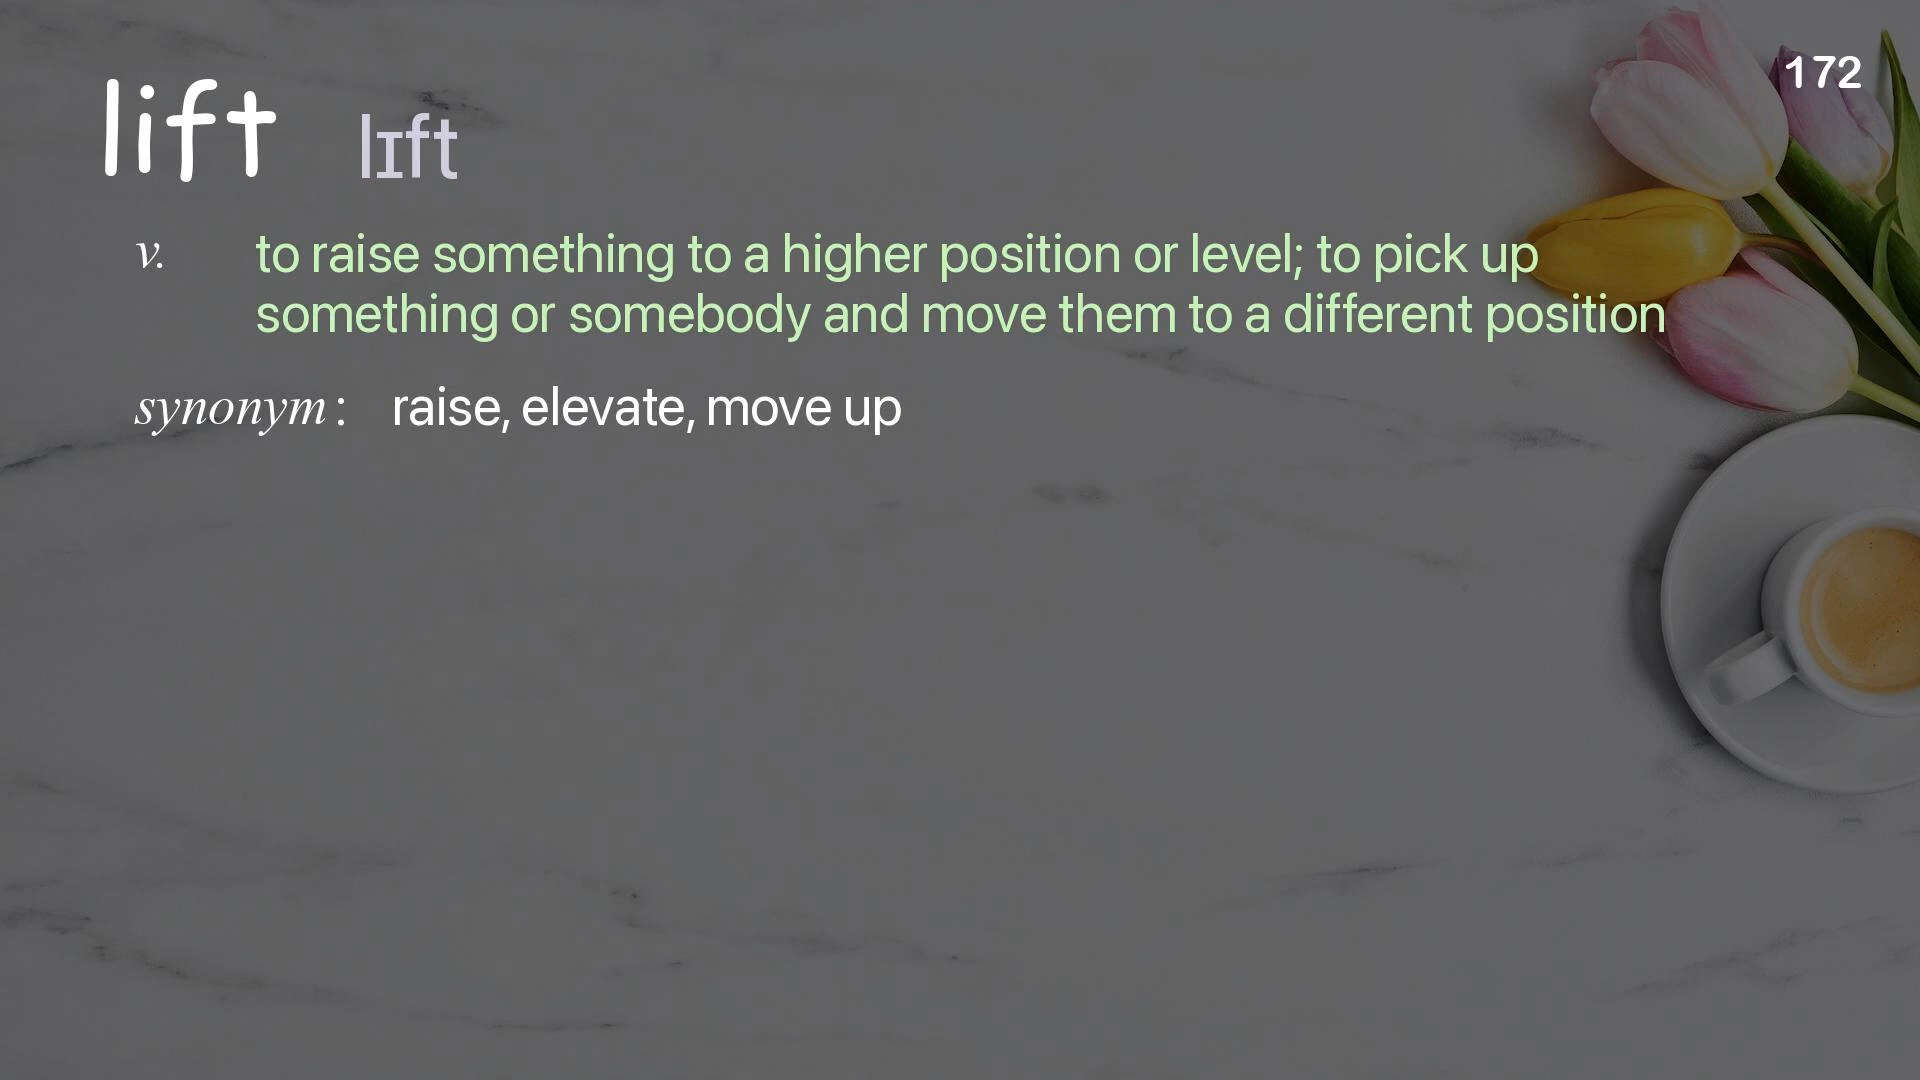 172
lift lɪft
v. to raise something to a higher position or level; to pick up
something or somebody and move them to a different position
synonym : raise, elevate, move up